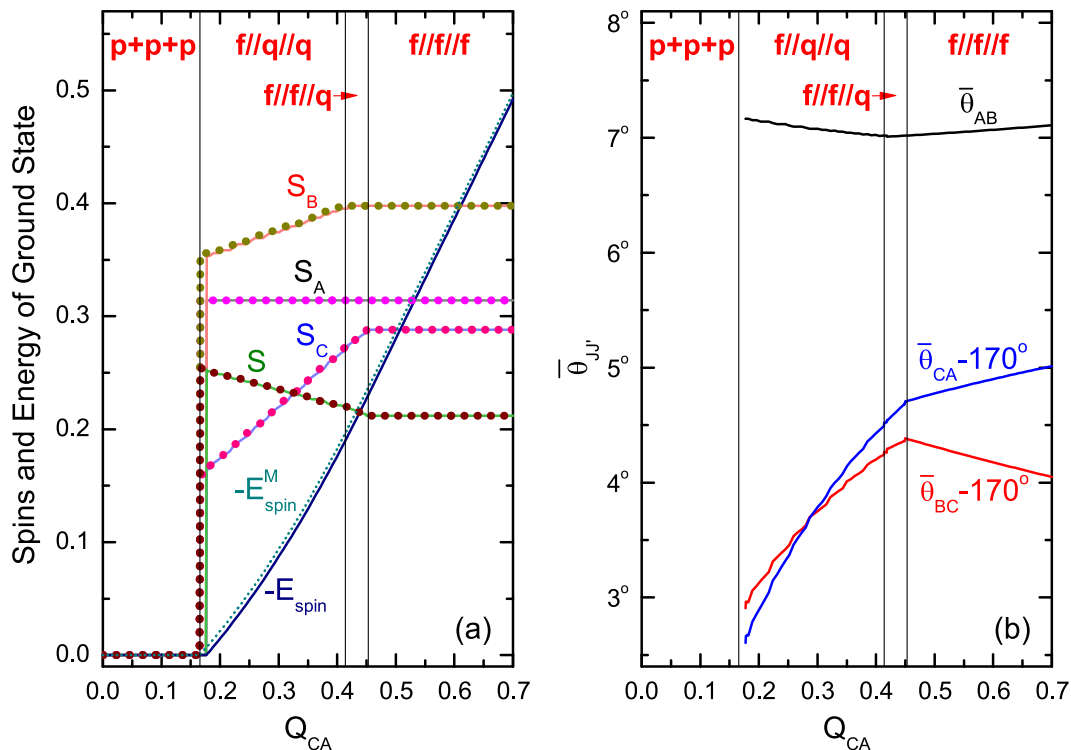 p+p+p f//q//q f//f//f
f//f//q
0.5
0.4
0.3
0.2
0.1
0.0
Spins and Energy of Ground State
S_B
S_A
S_C
S
-E^M_spin
-E_spin
(a)
0.0 0.1 0.2 0.3 0.4 0.5 0.6 0.7
Q_CA
p+p+p f//q//q f//f//f
f//f//q
8°
7°
6°
5°
4°
3°
θ̅_JJ'
θ̅_AB
θ̅_CA-170°
θ̅_BC-170°
(b)
0.0 0.1 0.2 0.3 0.4 0.5 0.6 0.7
Q_CA